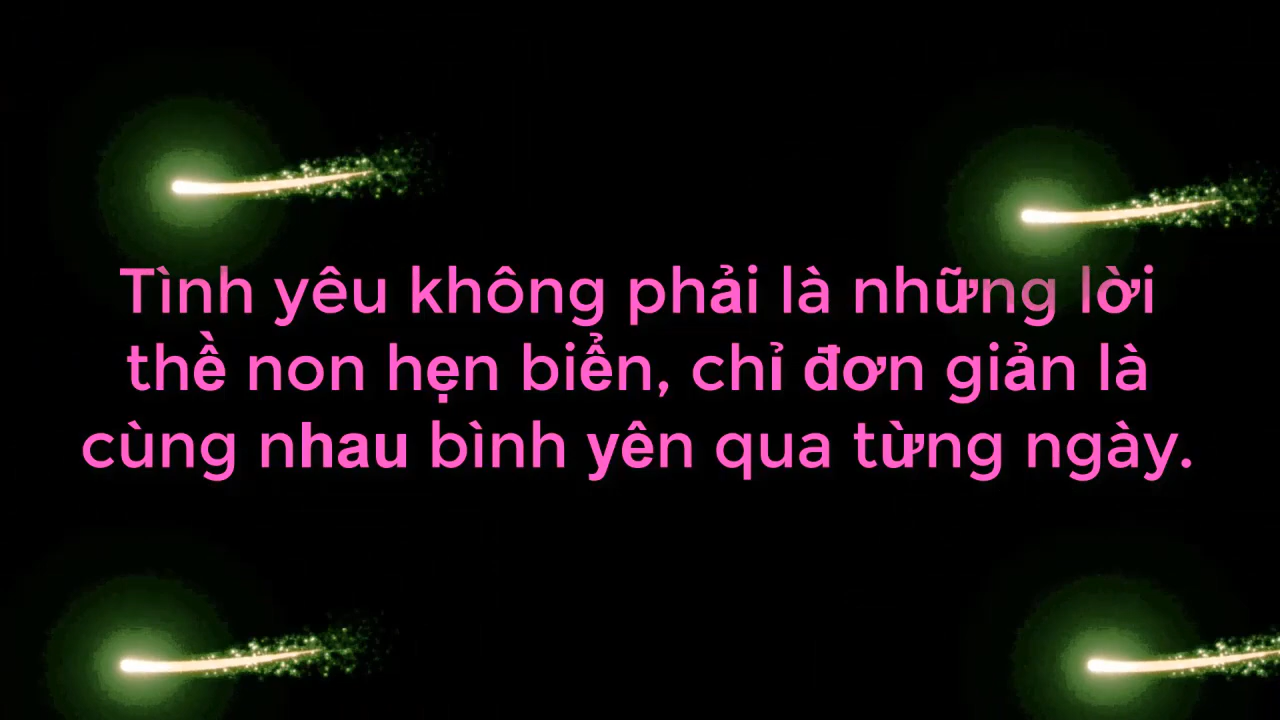 Tình yêu không phải là những lời
thề non hẹn biển, chỉ đơn giản là
cùng nhau bình yên qua từng ngày.